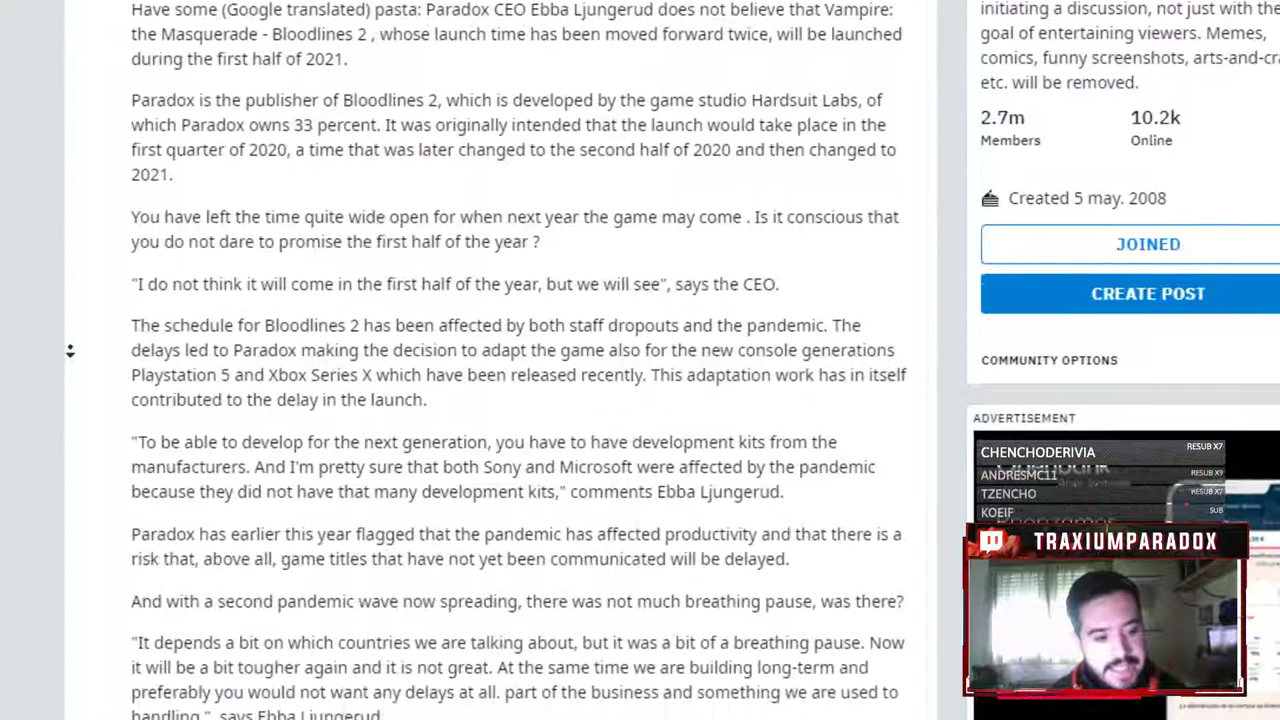 Have some (Google translated) pasta: Paradox CEO Ebba Ljungerud does not believe that Vampire:
the Masquerade - Bloodlines 2 , whose launch time has been moved forward twice, will be launched
during the first half of 2021.
Paradox is the publisher of Bloodlines 2, which is developed by the game studio Hardsuit Labs, of
which Paradox owns 33 percent. It was originally intended that the launch would take place in the
first quarter of 2020, a time that was later changed to the second half of 2020 and then changed to
2021.
You have left the time quite wide open for when next year the game may come . Is it conscious that
you do not dare to promise the first half of the year ?
"I do not think it will come in the first half of the year, but we will see", says the CEO.
The schedule for Bloodlines 2 has been affected by both staff dropouts and the pandemic. The
delays led to Paradox making the decision to adapt the game also for the new console generations
Playstation 5 and Xbox Series X which have been released recently. This adaptation work has in itself
contributed to the delay in the launch.
"To be able to develop for the next generation, you have to have development kits from the
manufacturers. And I'm pretty sure that both Sony and Microsoft were affected by the pandemic
because they did not have that many development kits," comments Ebba Ljungerud.
Paradox has earlier this year flagged that the pandemic has affected productivity and that there is a
risk that, above all, game titles that have not yet been communicated will be delayed.
And with a second pandemic wave now spreading, there was not much breathing pause, was there?
"It depends a bit on which countries we are talking about, but it was a bit of a breathing pause. Now
it will be a bit tougher again and it is not great. At the same time we are building long-term and
preferably you would not want any delays at all. part of the business and something we are used to
handling ", says Ebba Ljungerud.
initiating a discussion, not just with the
goal of entertaining viewers. Memes,
comics, funny screenshots, arts-and-cra
etc. will be removed.
2.7m 10.2k
Members Online
Created 5 may. 2008
JOINED
CREATE POST
COMMUNITY OPTIONS
ADVERTISEMENT
CHENCHODERIVIA RESUB X7
ANDRESMC11 RESUB X9
TZENCHO RESUB X7
KOEIF SUB
TRAXIUMPARADOX